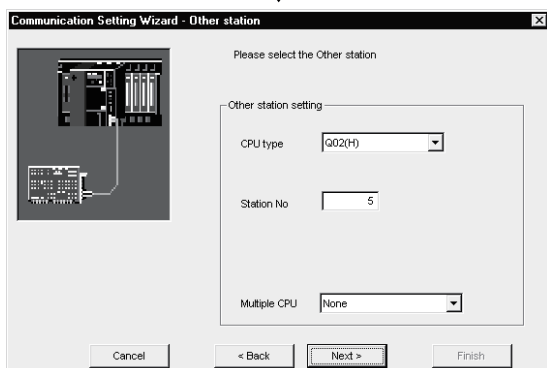 Communication Setting Wizard - Other station
Please select the Other station
Other station setting
CPU type Q02(H)
Station No 5
Multiple CPU None
Cancel < Back Next > Finish